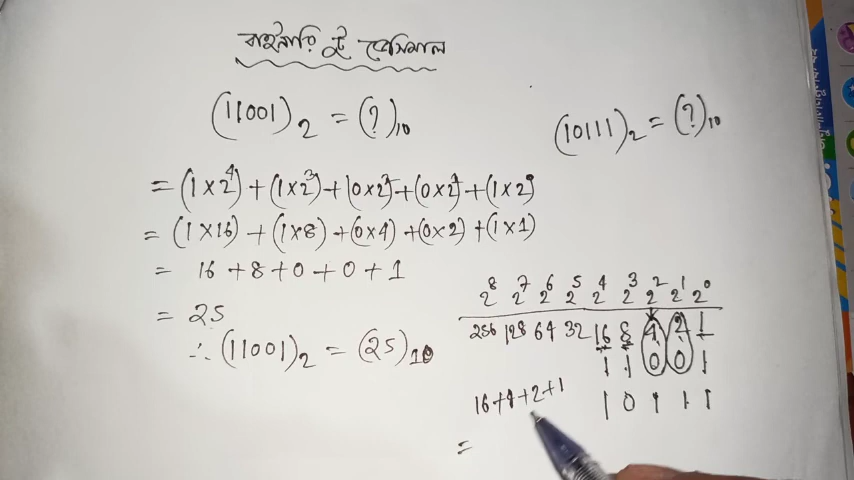 বাইনারি টু ডেসিমাল
(11001)₂ = (?)₁₀
(10111)₂ = (?)₁₀
= (1×2⁴) + (1×2³) + (0×2²) + (0×2¹) + (1×2⁰)
= (1×16) + (1×8) + (0×4) + (0×2) + (1×1)
= 16 + 8 + 0 + 0 + 1
= 25
∴ (11001)₂ = (25)₁₀
2⁸ 2⁷ 2⁶ 2⁵ 2⁴ 2³ 2² 2¹ 2⁰
256 128 64 32 16 8 4 2 1
1 1 0 0 1
1 0 1 1 1
16+4+2+1
=